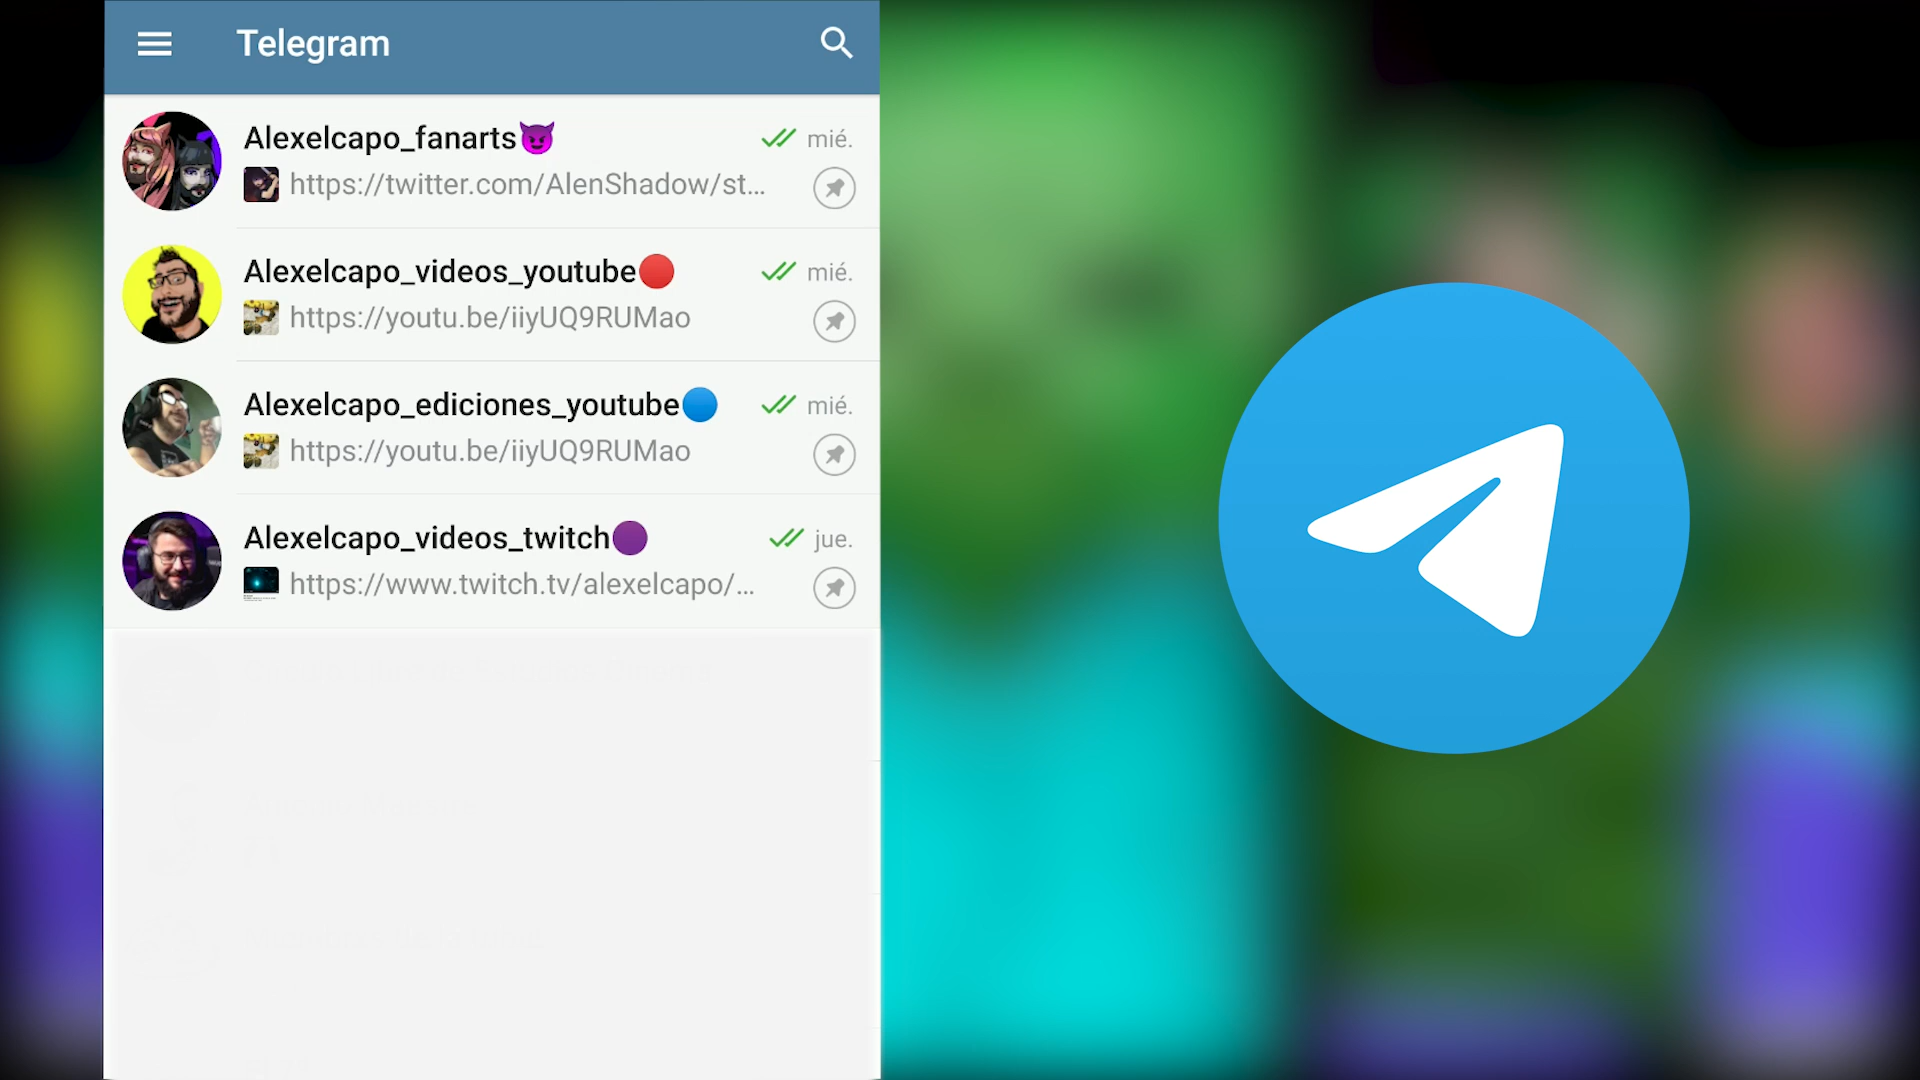 Telegram
Alexelcapo_fanarts😈 mié.
https://twitter.com/AlenShadow/st...
Alexelcapo_videos_youtube🔴 mié.
https://youtu.be/iiyUQ9RUMao
Alexelcapo_ediciones_youtube🔵 mié.
https://youtu.be/iiyUQ9RUMao
Alexelcapo_videos_twitch🟣 jue.
https://www.twitch.tv/alexelcapo/...